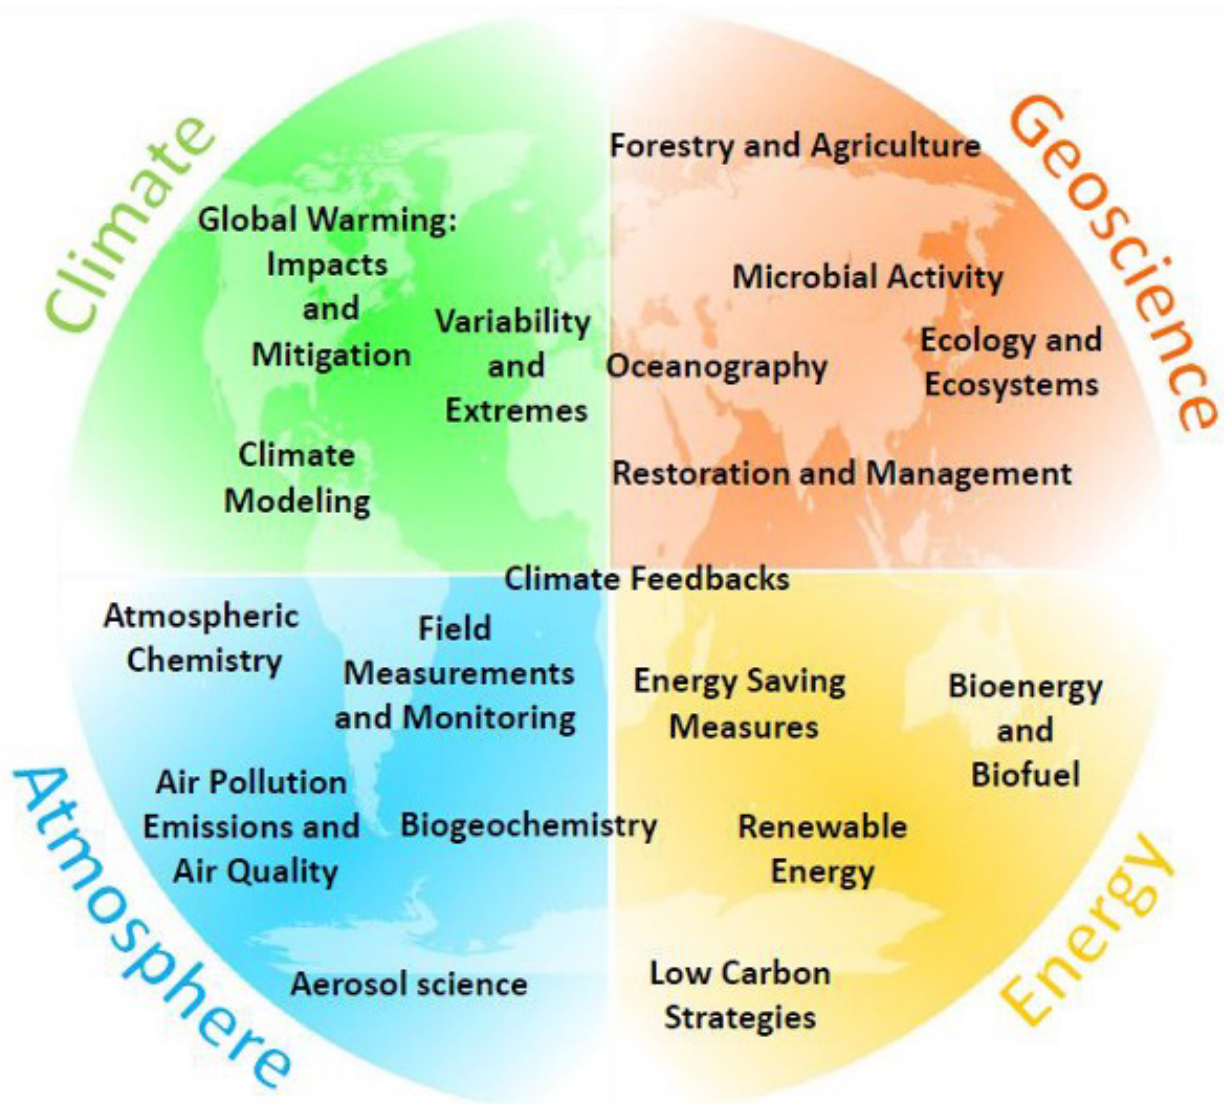 Climate
Global Warming:
Impacts
and
Mitigation
Variability
and
Extremes
Climate
Modeling
Geoscience
Forestry and Agriculture
Microbial Activity
Oceanography
Ecology and
Ecosystems
Restoration and Management
Climate Feedbacks
Atmosphere
Atmospheric
Chemistry
Field
Measurements
and Monitoring
Air Pollution
Emissions and
Air Quality
Biogeochemistry
Aerosol science
Energy
Energy Saving
Measures
Bioenergy
and
Biofuel
Renewable
Energy
Low Carbon
Strategies